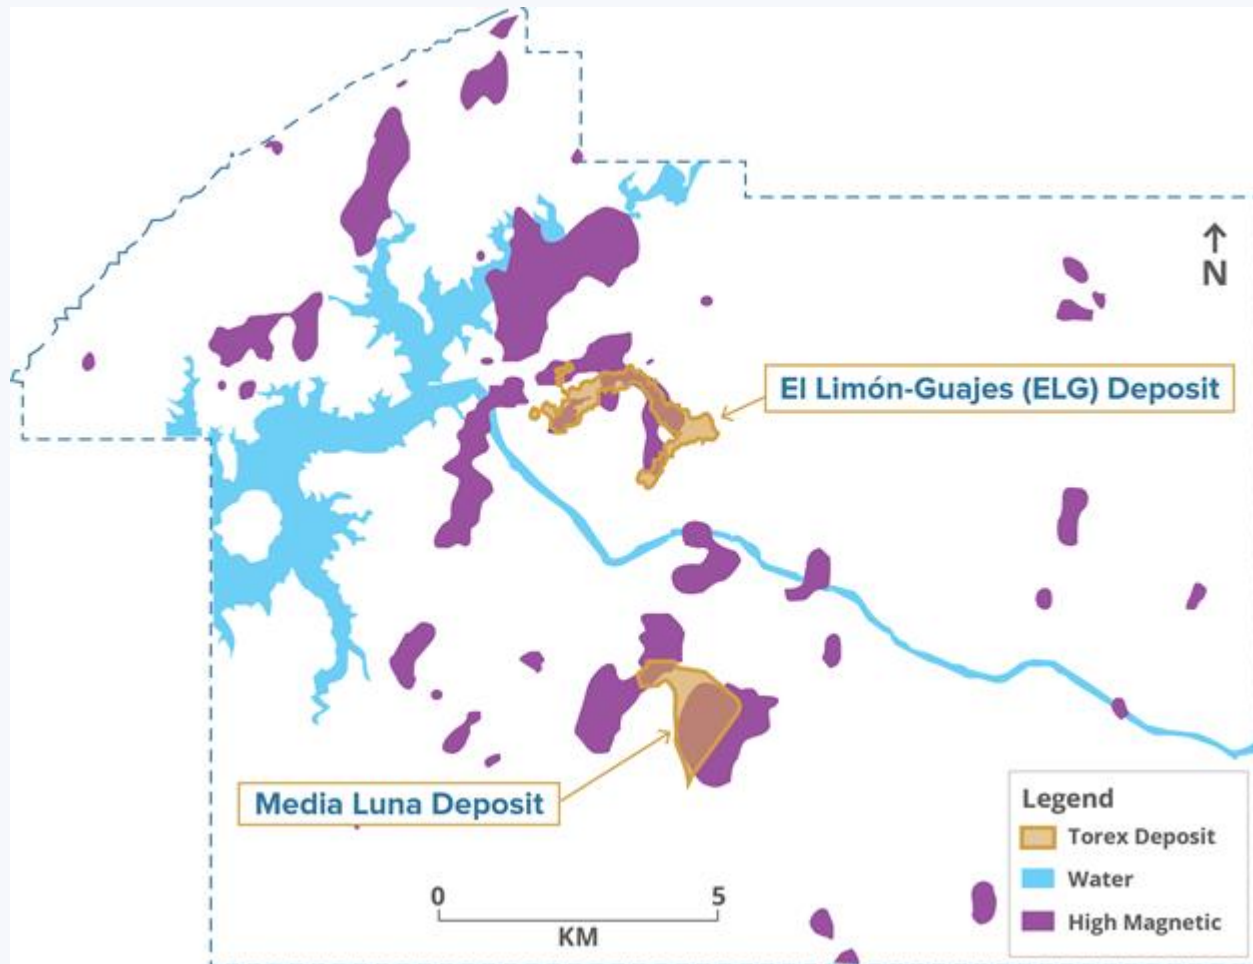 N
El Limón-Guajes (ELG) Deposit
Media Luna Deposit
0 5
KM
Legend
Torex Deposit
Water
High Magnetic